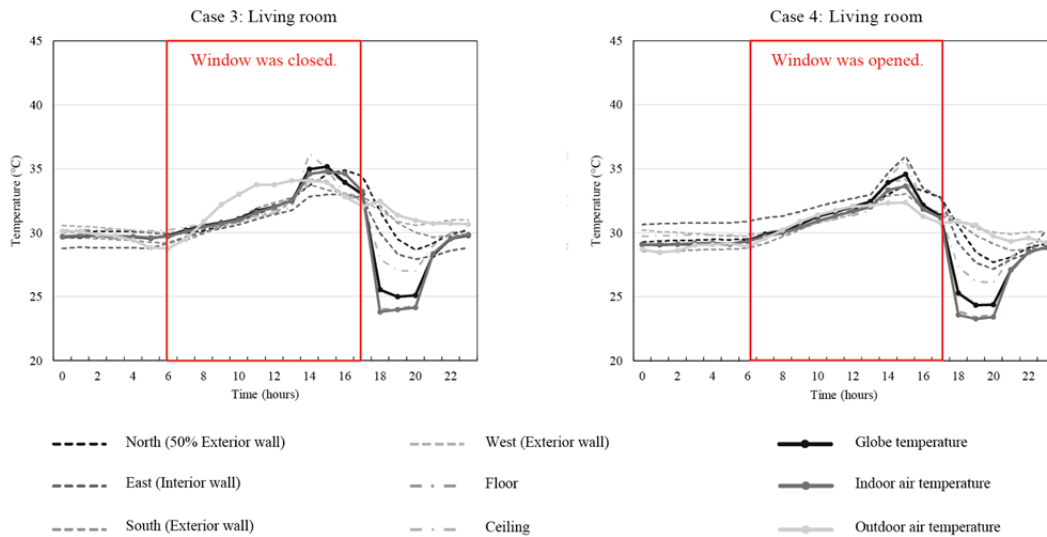 Case 3: Living room
45
Window was closed.
40
35
30
25
20
Temperature (°C)
0 2 4 6 8 10 12 14 16 18 20 22
Time (hours)
Case 4: Living room
45
Window was opened.
40
35
30
25
20
Temperature (°C)
0 2 4 6 8 10 12 14 16 18 20 22
Time (hours)
North (50% Exterior wall)
West (Exterior wall)
Globe temperature
East (Interior wall)
Floor
Indoor air temperature
South (Exterior wall)
Ceiling
Outdoor air temperature